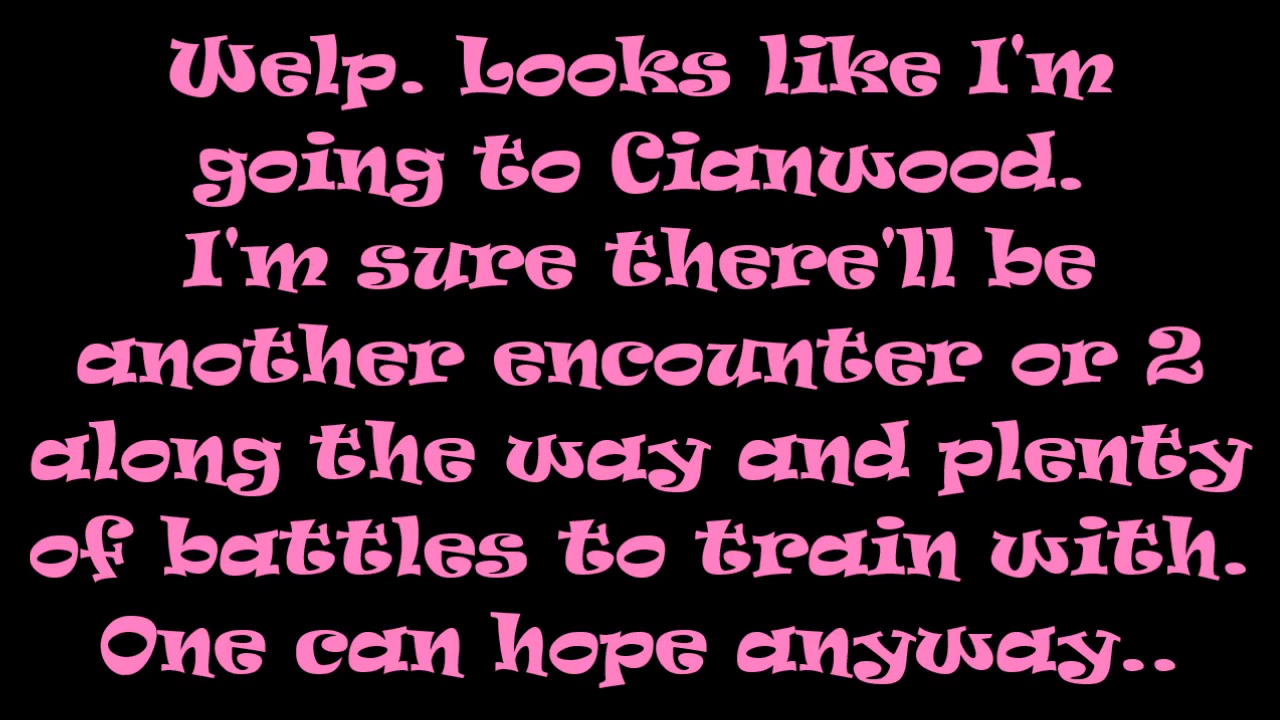 Welp. Looks like I'm
going to Cianwood.
I'm sure there'll be
another encounter or 2
along the way and plenty
of battles to train with.
One can hope anyway..